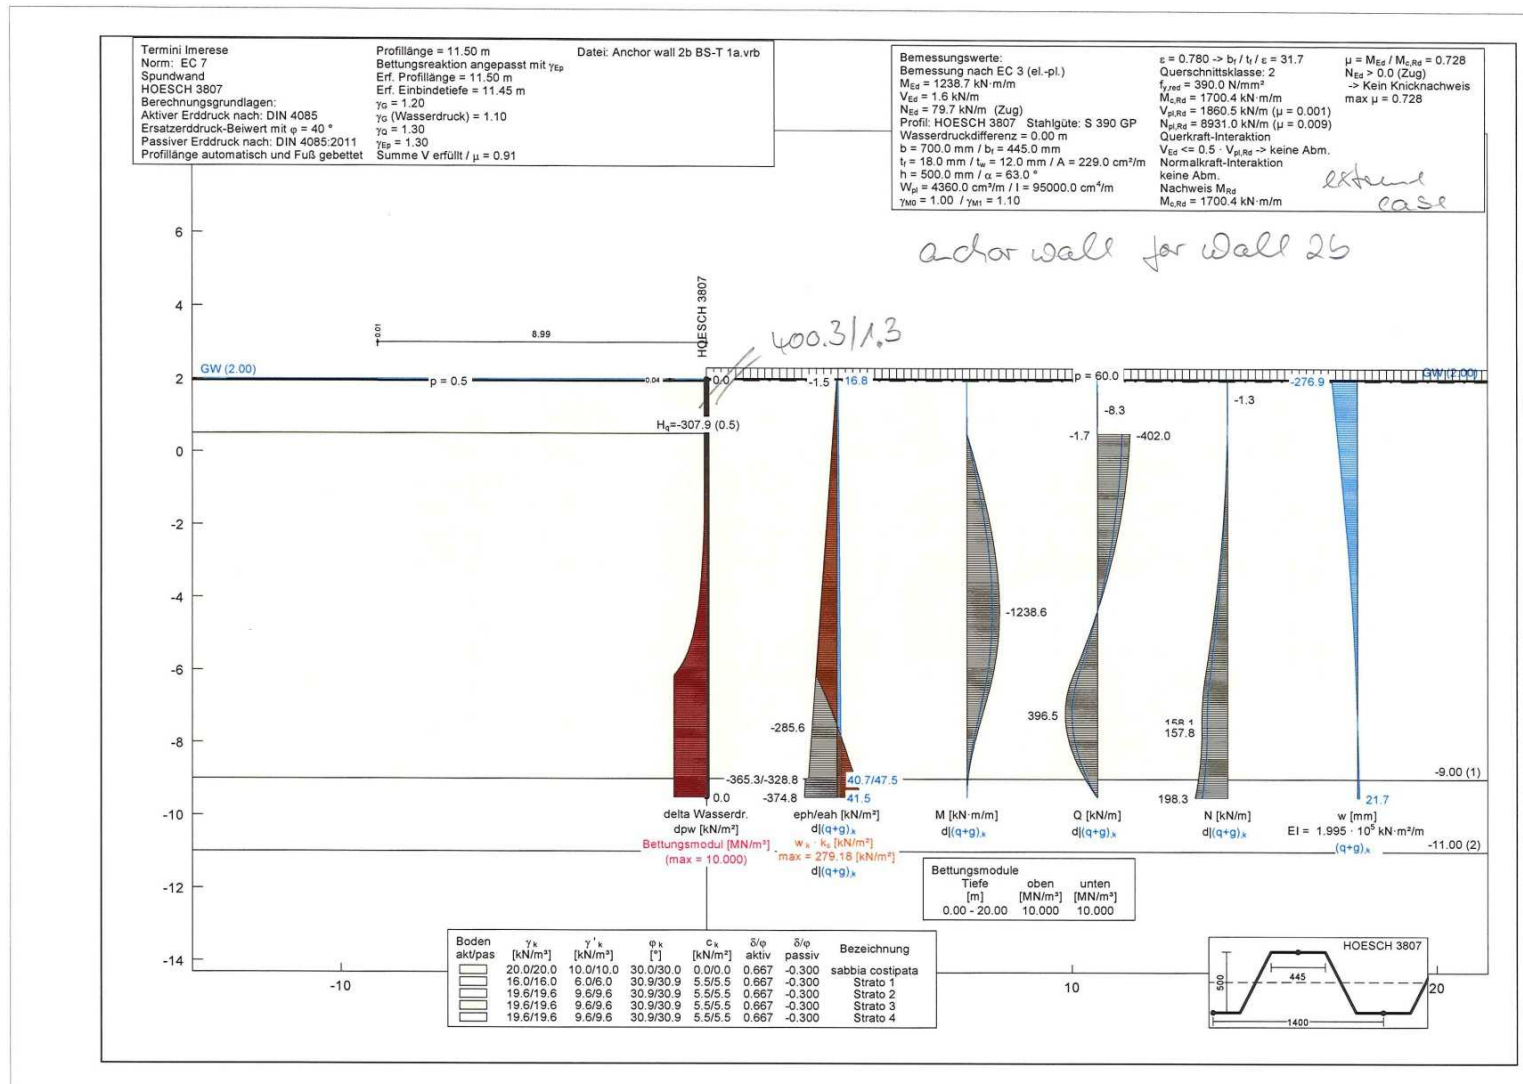 Termini Imerese
Norm: EC 7
Spundwand
HOESCH 3807
Berechnungsgrundlagen:
Aktiver Erddruck nach: DIN 4085
Ersatzerddruck-Beiwert mit φ = 40 °
Passiver Erddruck nach: DIN 4085:2011
Profillänge automatisch und Fuß gebettet
Profillänge = 11.50 m
Bettungsreaktion angepasst mit γEp
Erf. Profillänge = 11.50 m
Erf. Einbindetiefe = 11.45 m
γG = 1.20
γG (Wasserdruck) = 1.10
γQ = 1.30
γEp = 1.30
Summe V erfüllt / μ = 0.91
Datei: Anchor wall 2b BS-T 1a.vrb
Bemessungswerte:
Bemessung nach EC 3 (el.-pl.)
MEd = 1238.7 kN·m/m
VEd = 1.6 kN/m
NEd = 79.7 kN/m (Zug)
Profil: HOESCH 3807 Stahlgüte: S 390 GP
Wasserdruckdifferenz = 0.00 m
b = 700.0 mm / bf = 445.0 mm
tf = 18.0 mm / tw = 12.0 mm / A = 229.0 cm²/m
h = 500.0 mm / α = 63.0 °
Wpl = 4360.0 cm³/m / I = 95000.0 cm⁴/m
γM0 = 1.00 / γM1 = 1.10
ε = 0.780 -> bf / tf / ε = 31.7
Querschnittsklasse: 2
fy,red = 390.0 N/mm²
Mc,Rd = 1700.4 kN·m/m
Vpl,Rd = 1860.5 kN/m (μ = 0.001)
Npl,Rd = 8931.0 kN/m (μ = 0.009)
Querkraft-Interaktion
VEd <= 0.5 · Vpl,Rd -> keine Abm.
Normalkraft-Interaktion
keine Abm.
Nachweis MRd
Mc,Rd = 1700.4 kN·m/m
μ = MEd / Mc,Rd = 0.728
NEd > 0.0 (Zug)
-> Kein Knicknachweis
max μ = 0.728
extreme
case
anchor wall for wall 2b
400.3/1.3
HOESCH 3807
0.01
8.99
GW (2.00)
p = 0.5
0.04
0.0
-1.5
16.8
p = 60.0
-276.9
GW (2.00)
Hq=-307.9 (0.5)
-8.3
-1.3
-1.7
-402.0
-1238.6
396.5
-285.6
158.1
157.8
-365.3/-328.8
40.7/47.5
-9.00 (1)
0.0
-374.8
41.5
198.3
21.7
-11.00 (2)
6
4
2
0
-2
-4
-6
-8
-10
-12
-14
-10
10
20
delta Wasserdr.
dpw [kN/m²]
Bettungsmodul [MN/m³]
(max = 10.000)
eph/eah [kN/m²]
d|(q+g),k
wk · ks [kN/m²]
max = 279.18 [kN/m²]
d|(q+g),k
M [kN·m/m]
d|(q+g),k
Q [kN/m]
d|(q+g),k
N [kN/m]
d|(q+g),k
w [mm]
EI = 1.995 · 10⁵ kN·m²/m
(q+g),k
Bettungsmodule
Tiefe oben unten
[m] [MN/m³] [MN/m³]
0.00 - 20.00 10.000 10.000
Boden γk γ'k φk ck δ/φ δ/φ Bezeichnung
akt/pas [kN/m³] [kN/m³] [°] [kN/m²] aktiv passiv
20.0/20.0 10.0/10.0 30.0/30.0 0.0/0.0 0.667 -0.300 sabbia costipata
16.0/16.0 6.0/6.0 30.9/30.9 5.5/5.5 0.667 -0.300 Strato 1
19.6/19.6 9.6/9.6 30.9/30.9 5.5/5.5 0.667 -0.300 Strato 2
19.6/19.6 9.6/9.6 30.9/30.9 5.5/5.5 0.667 -0.300 Strato 3
19.6/19.6 9.6/9.6 30.9/30.9 5.5/5.5 0.667 -0.300 Strato 4
HOESCH 3807
445
500
1400